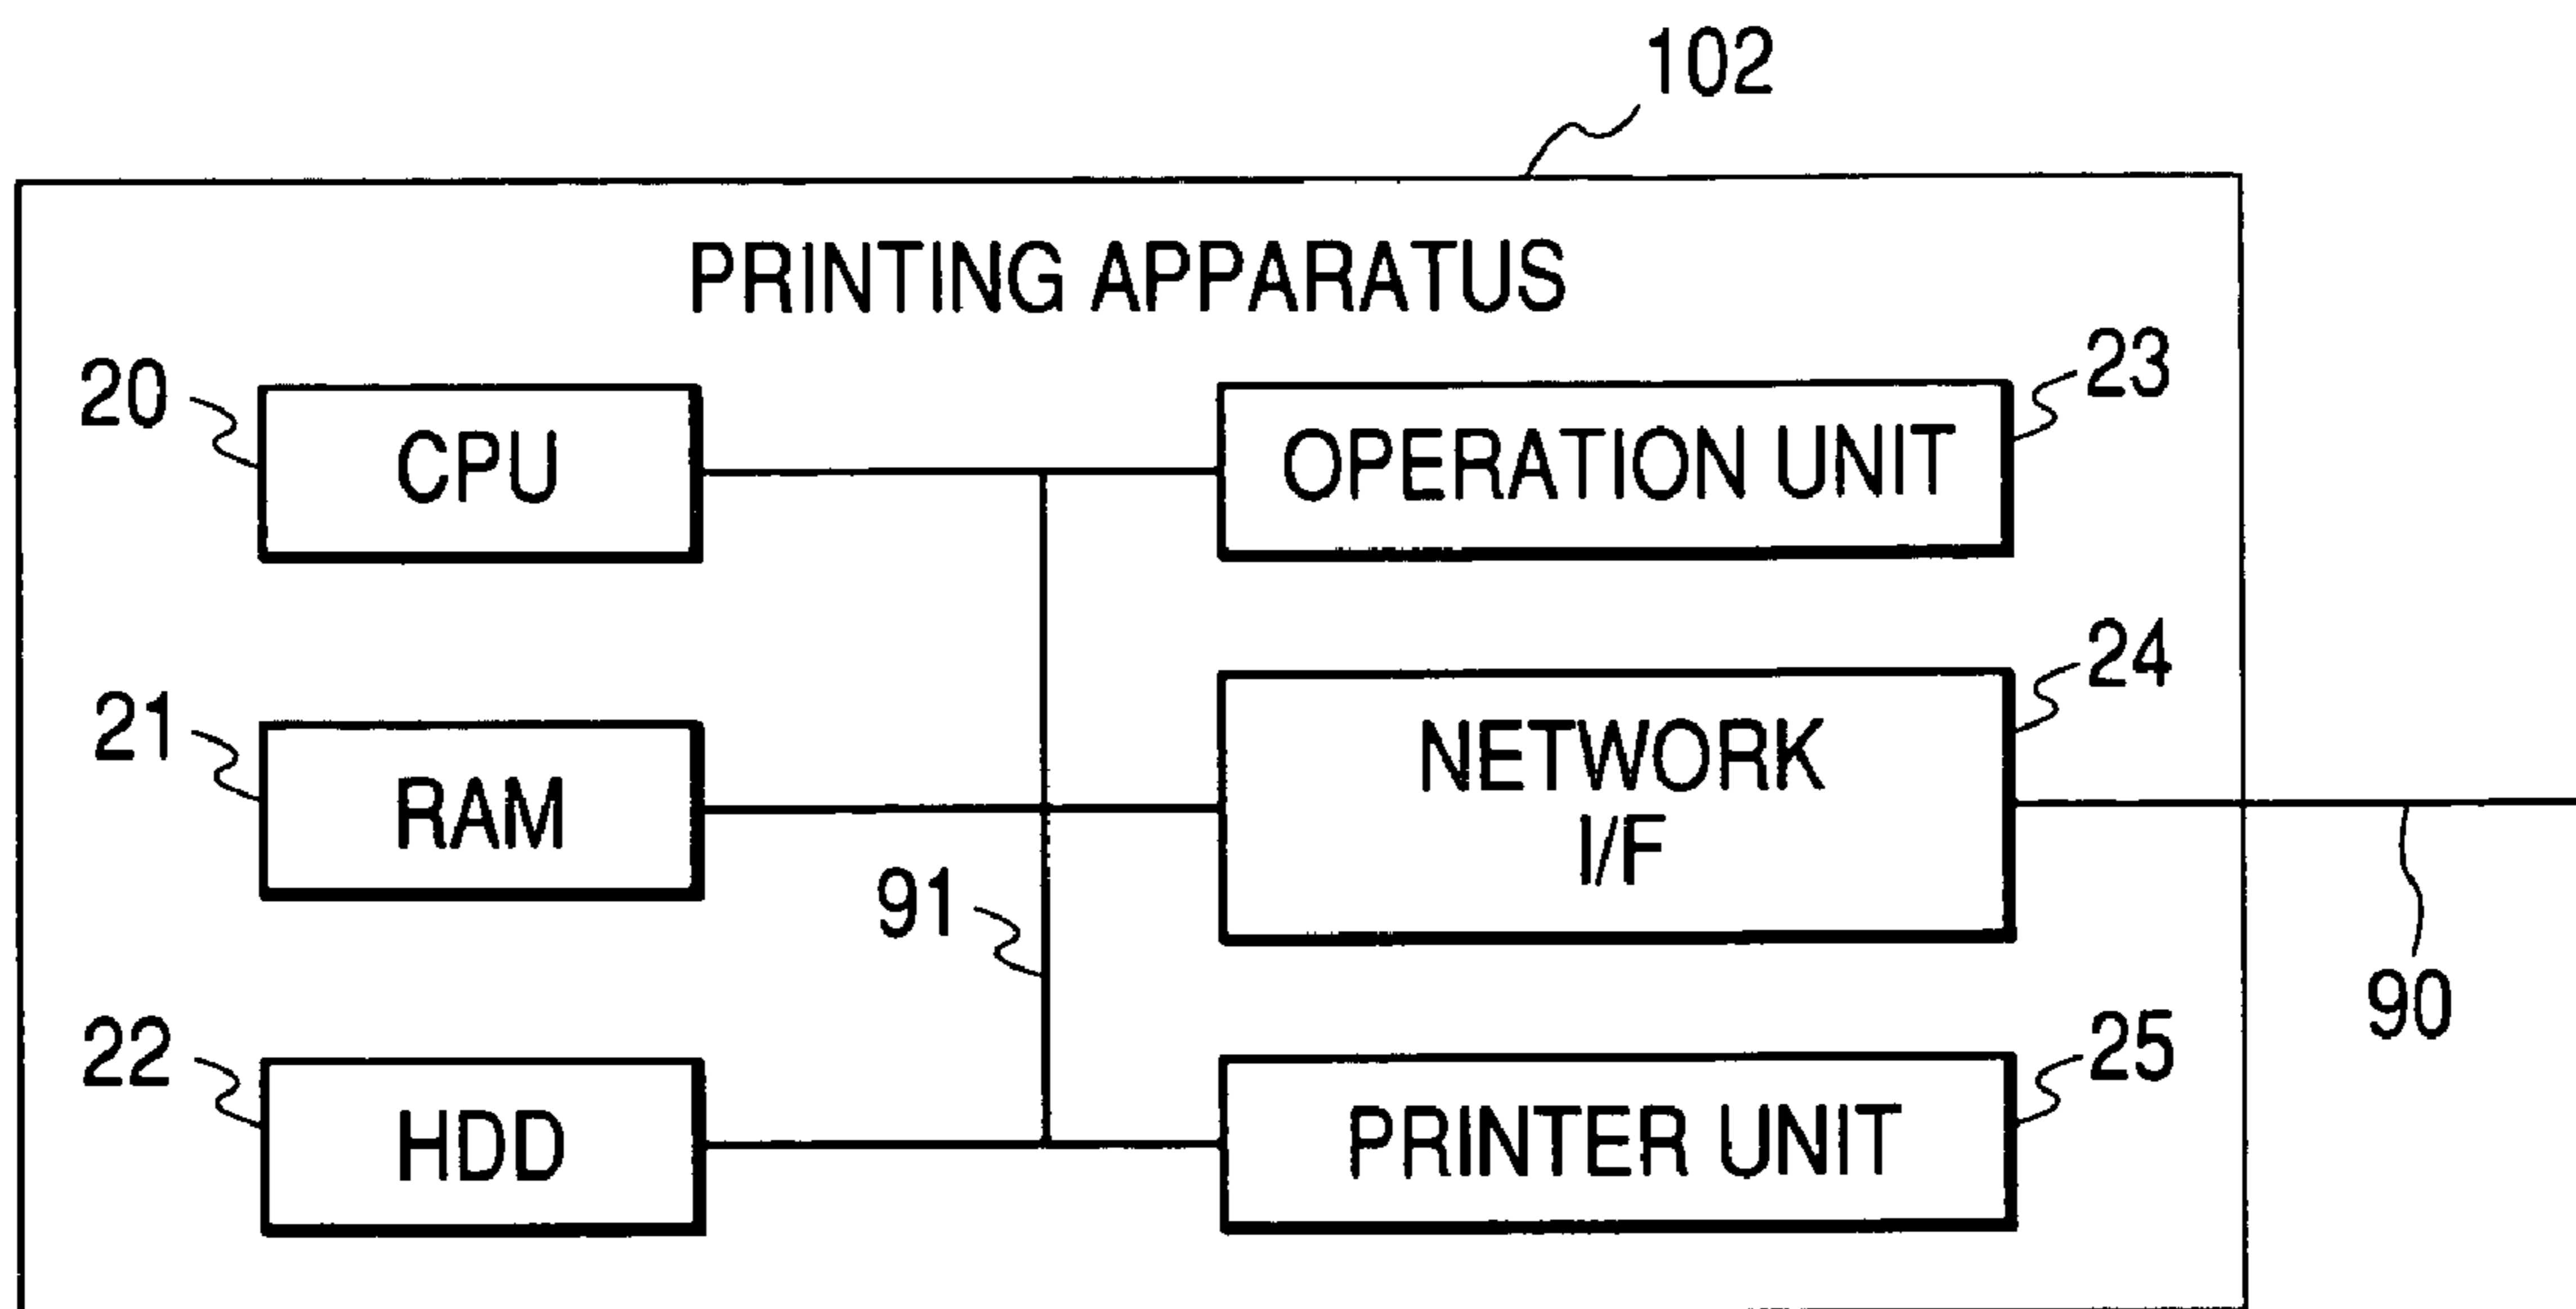 102
PRINTING APPARATUS
20
CPU
OPERATION UNIT
23
21
RAM
NETWORK
I/F
24
91
90
22
HDD
PRINTER UNIT
25